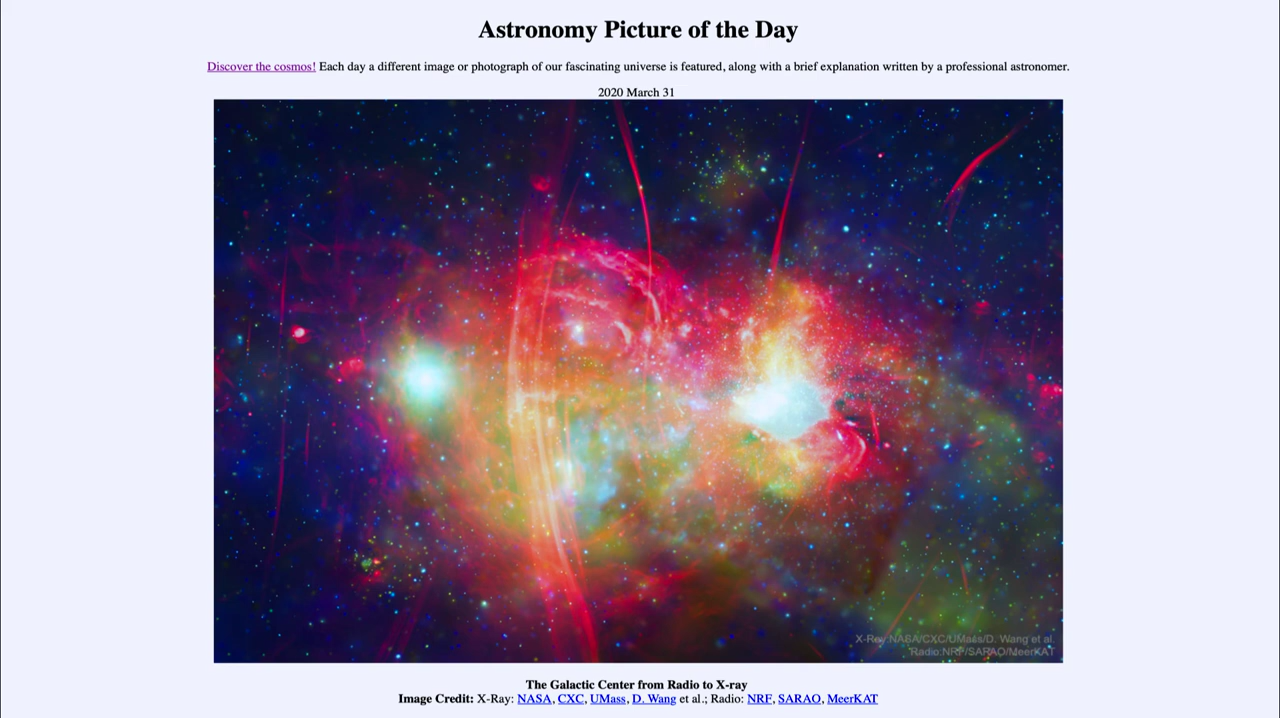 Astronomy Picture of the Day
Discover the cosmos! Each day a different image or photograph of our fascinating universe is featured, along with a brief explanation written by a professional astronomer.
2020 March 31
X-Ray:NASA/CXC/UMass/D. Wang et al.
Radio:NRF/SARAO/MeerKAT
The Galactic Center from Radio to X-ray
Image Credit: X-Ray: NASA, CXC, UMass, D. Wang et al.; Radio: NRF, SARAO, MeerKAT